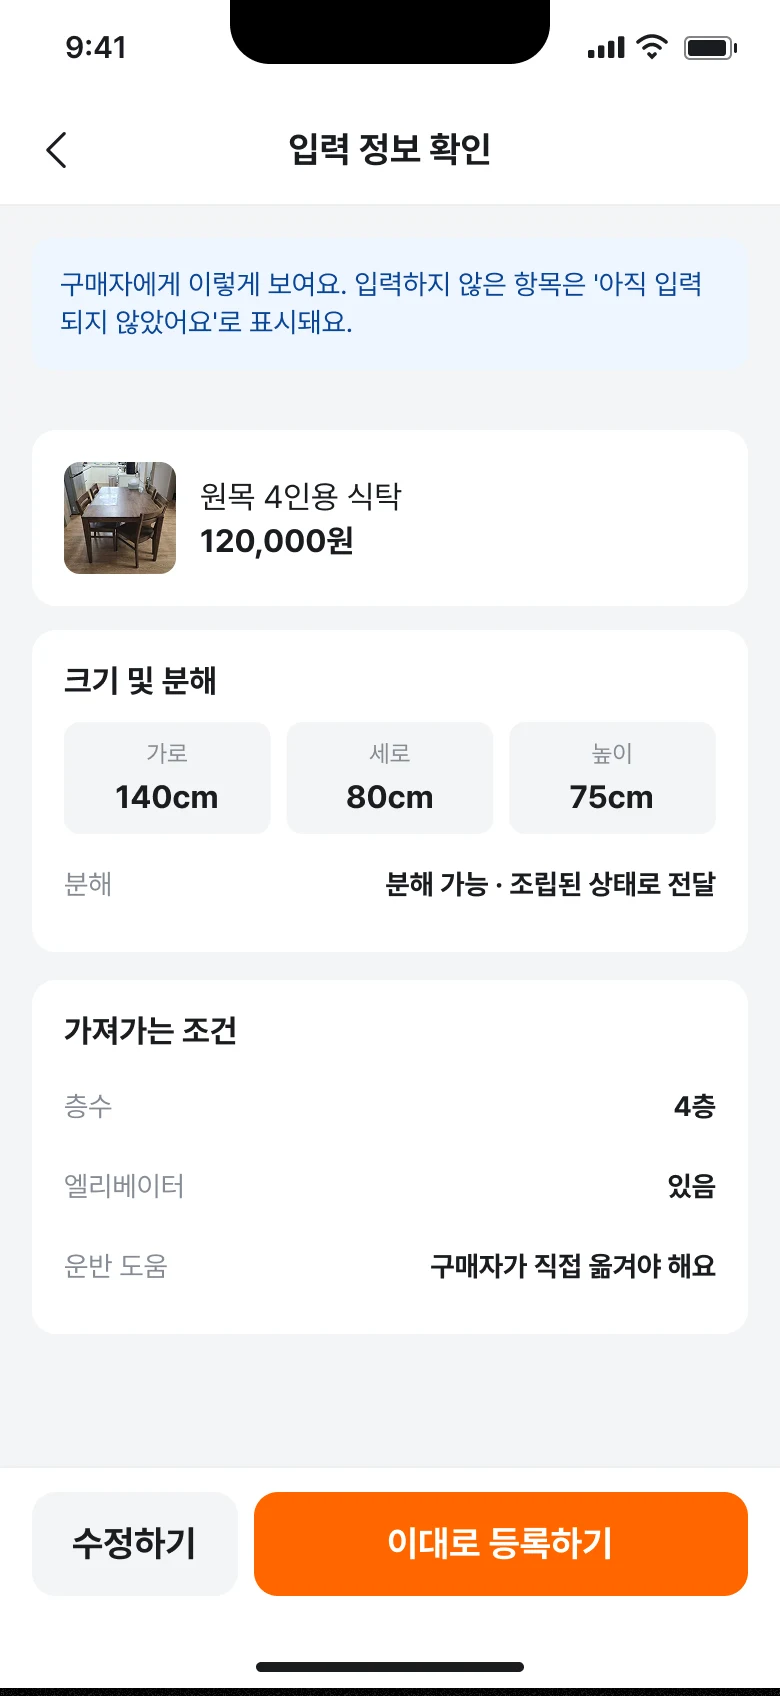 9:41
입력 정보 확인
구매자에게 이렇게 보여요. 입력하지 않은 항목은 '아직 입력
되지 않았어요'로 표시돼요.
원목 4인용 식탁
120,000원
크기 및 분해
가로 세로 높이
140cm 80cm 75cm
분해 분해 가능 · 조립된 상태로 전달
가져가는 조건
층수 4층
엘리베이터 있음
운반 도움 구매자가 직접 옮겨야 해요
수정하기 이대로 등록하기